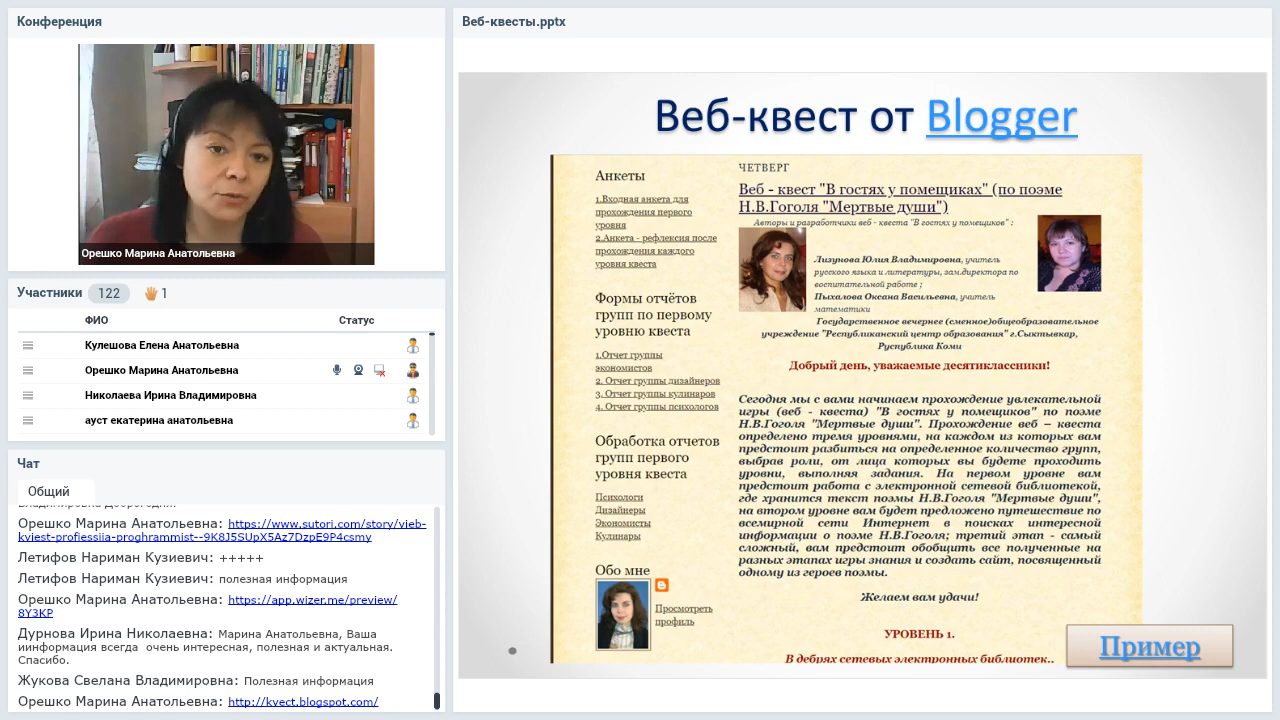 Конференция
Орешко Марина Анатольевна
Участники 122 1
ФИО Статус
Кулешова Елена Анатольевна
Орешко Марина Анатольевна
Николаева Ирина Владимировна
ауст екатерина анатольевна
Чат
Общий
Орешко Марина Анатольевна: https://www.sutori.com/story/vieb-
kviest-profiessiia-proghrammist--9K8J5SUpX5Az7DzpE9P4csmy
Летифов Нариман Кузиевич: +++++
Летифов Нариман Кузиевич: полезная информация
Орешко Марина Анатольевна: https://app.wizer.me/preview/
8Y3KP
Дурнова Ирина Николаевна: Марина Анатольевна, Ваша
иинформация всегда очень интересная, полезная и актуальная.
Спасибо.
Жукова Свелана Владимировна: Полезная информация
Орешко Марина Анатольевна: http://kvect.blogspot.com/
Веб-квесты.pptx
Веб-квест от Blogger
Анкеты
1.Входная анкета для
прохождения первого
уровня
2.Анкета - рефлексия после
прохождения каждого
уровня квеста
Формы отчётов
групп по первому
уровню квеста
1.Отчет группы
экономистов
2. Отчет группы дизайнеров
3. Отчет группы кулинаров
4. Отчет группы психологов
Обработка отчетов
групп первого
уровня квеста
Психологи
Дизайнеры
Экономисты
Кулинары
Обо мне
Просмотреть
профиль
ЧЕТВЕРГ
Веб - квест "В гостях у помещиках" (по поэме
Н.В.Гоголя "Мертвые души")
Авторы и разработчики веб - квеста "В гостях у помещиков" :
Лизунова Юлия Владимировна, учитель
русского языка и литературы, зам.директора по
воспитательной работе ;
Пыхалова Оксана Васильевна, учитель
математики
Государственное вечернее (сменное)общеобразовательное
учреждение "Республиканский центр образования" г.Сыктывкар,
Руспублика Коми
Добрый день, уважаемые десятиклассники!
Сегодня мы с вами начинаем прохождение увлекательной
игры (веб - квеста) "В гостях у помещиков" по поэме
Н.В.Гоголя "Мертвые души". Прохождение веб – квеста
определено тремя уровнями, на каждом из которых вам
предстоит разбиться на определенное количество групп,
выбрав роли, от лица которых вы будете проходить
уровни, выполняя задания. На первом уровне вам
предстоит работа с электронной сетевой библиотекой,
где хранится текст поэмы Н.В.Гоголя "Мертвые души",
на втором уровне вам будет предложено путешествие по
всемирной сети Интернет в поисках интересной
информации о поэме Н.В.Гоголя; третий этап - самый
сложный, вам предстоит обобщить все полученные на
разных этапах игры знания и создать сайт, посвященный
одному из героев поэмы.
Желаем вам удачи!
УРОВЕНЬ 1.
В дебрях сетевых электронных библиотек..
Пример